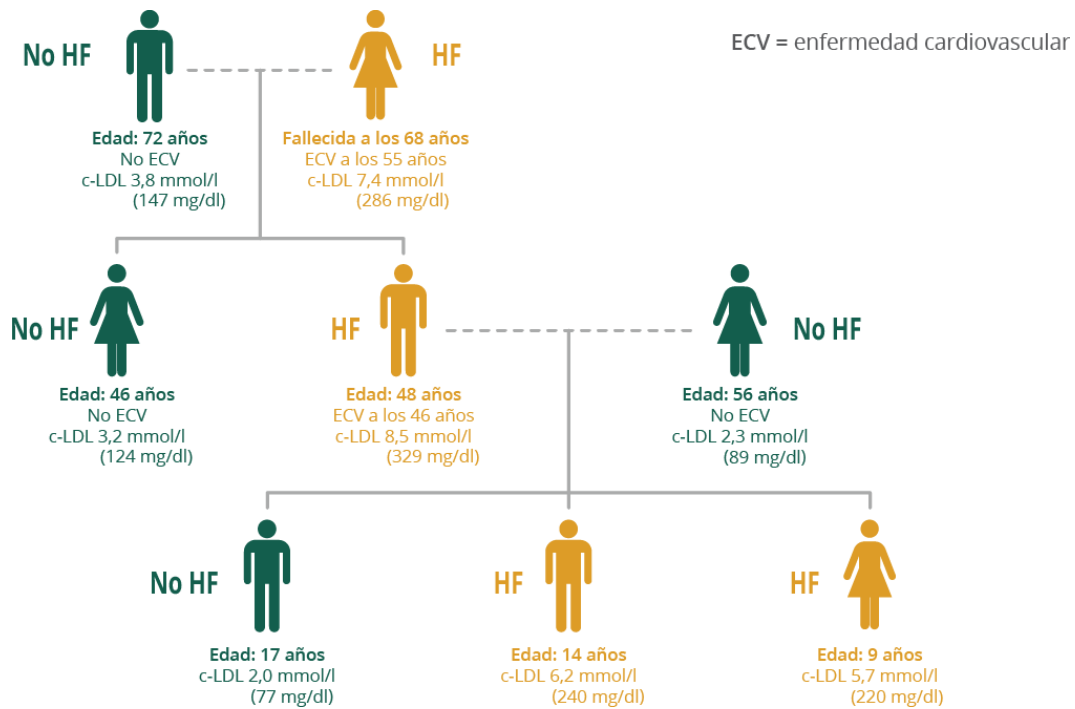 ECV = enfermedad cardiovascular
No HF
HF
Edad: 72 años
No ECV
c-LDL 3,8 mmol/l
(147 mg/dl)
Fallecida a los 68 años
ECV a los 55 años
c-LDL 7,4 mmol/l
(286 mg/dl)
No HF
HF
No HF
Edad: 46 años
No ECV
c-LDL 3,2 mmol/l
(124 mg/dl)
Edad: 48 años
ECV a los 46 años
c-LDL 8,5 mmol/l
(329 mg/dl)
Edad: 56 años
No ECV
c-LDL 2,3 mmol/l
(89 mg/dl)
No HF
HF
HF
Edad: 17 años
c-LDL 2,0 mmol/l
(77 mg/dl)
Edad: 14 años
c-LDL 6,2 mmol/l
(240 mg/dl)
Edad: 9 años
c-LDL 5,7 mmol/l
(220 mg/dl)